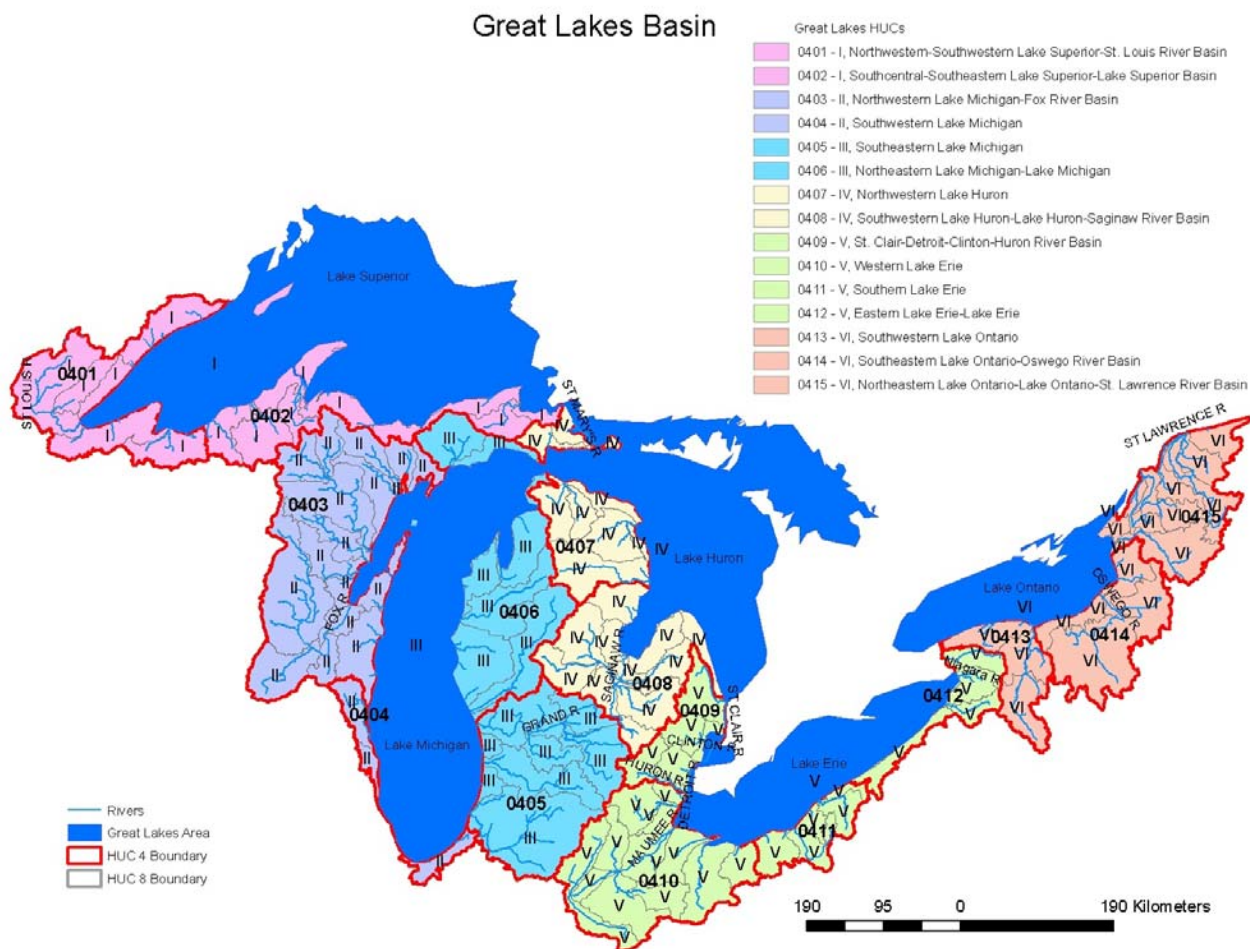 Great Lakes Basin
Great Lakes HUCs
0401 - I, Northwestern-Southwestern Lake Superior-St. Louis River Basin
0402 - I, Southcentral-Southeastern Lake Superior-Lake Superior Basin
0403 - II, Northwestern Lake Michigan-Fox River Basin
0404 - II, Southwestern Lake Michigan
0405 - III, Southeastern Lake Michigan
0406 - III, Northeastern Lake Michigan-Lake Michigan
0407 - IV, Northwestern Lake Huron
0408 - IV, Southwestern Lake Huron-Lake Huron-Saginaw River Basin
0409 - V, St. Clair-Detroit-Clinton-Huron River Basin
0410 - V, Western Lake Erie
0411 - V, Southern Lake Erie
0412 - V, Eastern Lake Erie-Lake Erie
0413 - VI, Southwestern Lake Ontario
0414 - VI, Southeastern Lake Ontario-Oswego River Basin
0415 - VI, Northeastern Lake Ontario-Lake Ontario-St. Lawrence River Basin
Lake Superior
I
ST LOUIS R
0401
0402
ST MARY'S R
ST LAWRENCE R
II
III
IV
VI
0403
0407
0415
Lake Huron
Lake Ontario
OSWEGO R
FOX R
0406
SAGINAW R
0413
0414
0408
Niagara R
0412
0404
0409
ST CLAIR R
GRAND R
CLINTON R
Lake Michigan
HURON R
Lake Erie
DETROIT R
V
0405
MAUMEE R
0411
0410
Rivers
Great Lakes Area
HUC 4 Boundary
HUC 8 Boundary
190 95 0 190 Kilometers